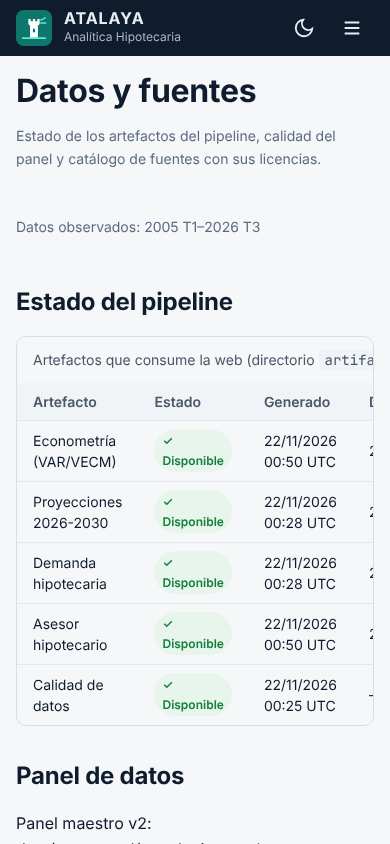 ATALAYA
Analítica Hipotecaria
Datos y fuentes
Estado de los artefactos del pipeline, calidad del
panel y catálogo de fuentes con sus licencias.
Datos observados: 2005 T1–2026 T3
Estado del pipeline
Artefactos que consume la web (directorio artifa
Artefacto Estado Generado
Econometría ✓ 22/11/2026
(VAR/VECM) Disponible 00:50 UTC
Proyecciones ✓ 22/11/2026
2026-2030 Disponible 00:28 UTC
Demanda ✓ 22/11/2026
hipotecaria Disponible 00:28 UTC
Asesor ✓ 22/11/2026
hipotecario Disponible 00:50 UTC
Calidad de ✓ 22/11/2026
datos Disponible 00:25 UTC
Panel de datos
Panel maestro v2: